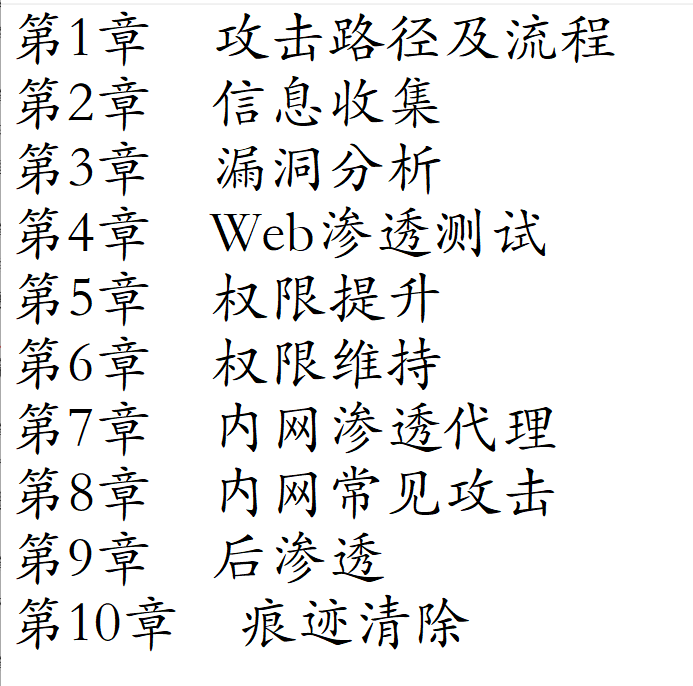 第1章 攻击路径及流程
第2章 信息收集
第3章 漏洞分析
第4章 Web渗透测试
第5章 权限提升
第6章 权限维持
第7章 内网渗透代理
第8章 内网常见攻击
第9章 后渗透
第10章 痕迹清除